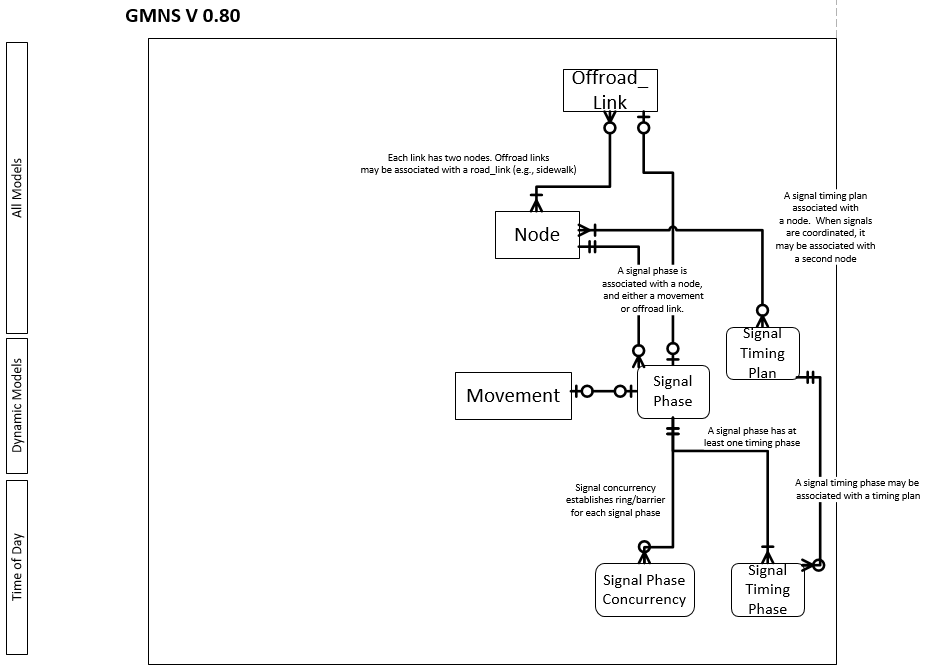 GMNS V 0.80
All Models
Dynamic Models
Time of Day
Offroad_
Link
Each link has two nodes. Offroad links
may be associated with a road_link (e.g., sidewalk)
Node
A signal timing plan
associated with
a node. When signals
are coordinated, it
may be associated with
a second node
A signal phase is
associated with a node,
and either a movement
or offroad link.
Signal
Timing
Plan
Movement
Signal
Phase
A signal phase has at
least one timing phase
Signal concurrency
establishes ring/barrier
for each signal phase
A signal timing phase may be
associated with a timing plan
Signal Phase
Concurrency
Signal
Timing
Phase